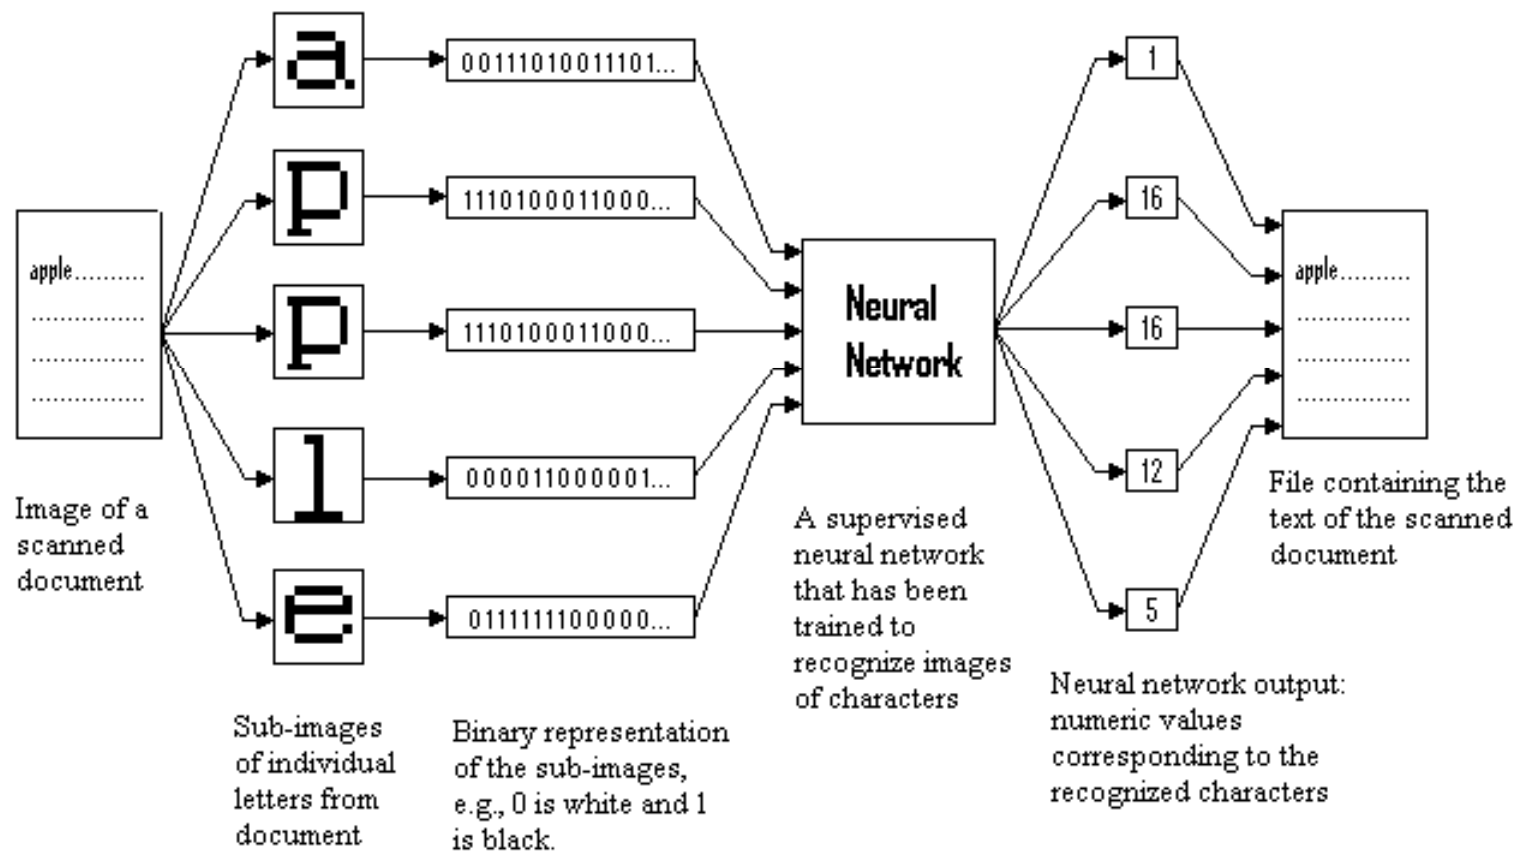 apple..........
................
................
................
Image of a
scanned
document
a
p
p
l
e
Sub-images
of individual
letters from
document
00111010011101...
1110100011000...
1110100011000...
000011000001...
011111110​0000...
Binary representation
of the sub-images,
e.g., 0 is white and 1
is black.
Neural
Network
A supervised
neural network
that has been
trained to
recognize images
of characters
1
16
16
12
5
Neural network output:
numeric values
corresponding to the
recognized characters
apple..........
................
................
................
File containing the
text of the scanned
document